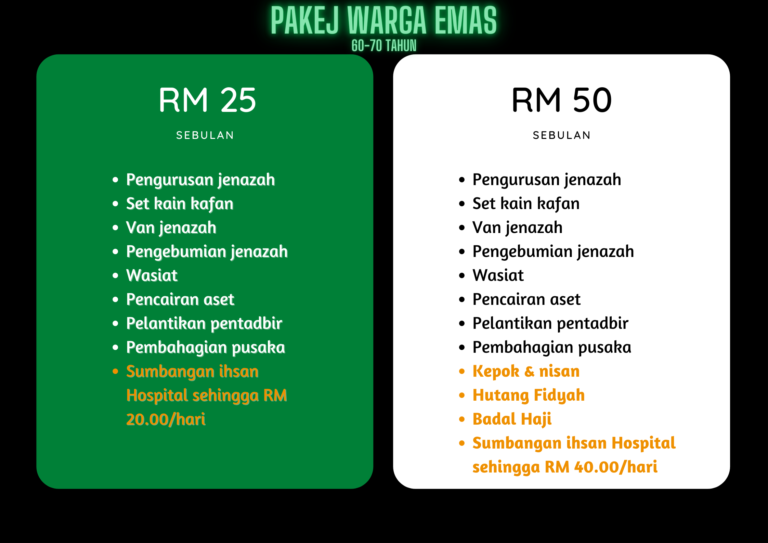 PAKEJ WARGA EMAS
60-70 TAHUN
RM 25
SEBULAN
• Pengurusan jenazah
• Set kain kafan
• Van jenazah
• Pengebumian jenazah
• Wasiat
• Pencairan aset
• Pelantikan pentadbir
• Pembahagian pusaka
• Sumbangan ihsan
Hospital sehingga RM
20.00/hari
RM 50
SEBULAN
• Pengurusan jenazah
• Set kain kafan
• Van jenazah
• Pengebumian jenazah
• Wasiat
• Pencairan aset
• Pelantikan pentadbir
• Pembahagian pusaka
• Kepok & nisan
• Hutang Fidyah
• Badal Haji
• Sumbangan ihsan Hospital
sehingga RM 40.00/hari